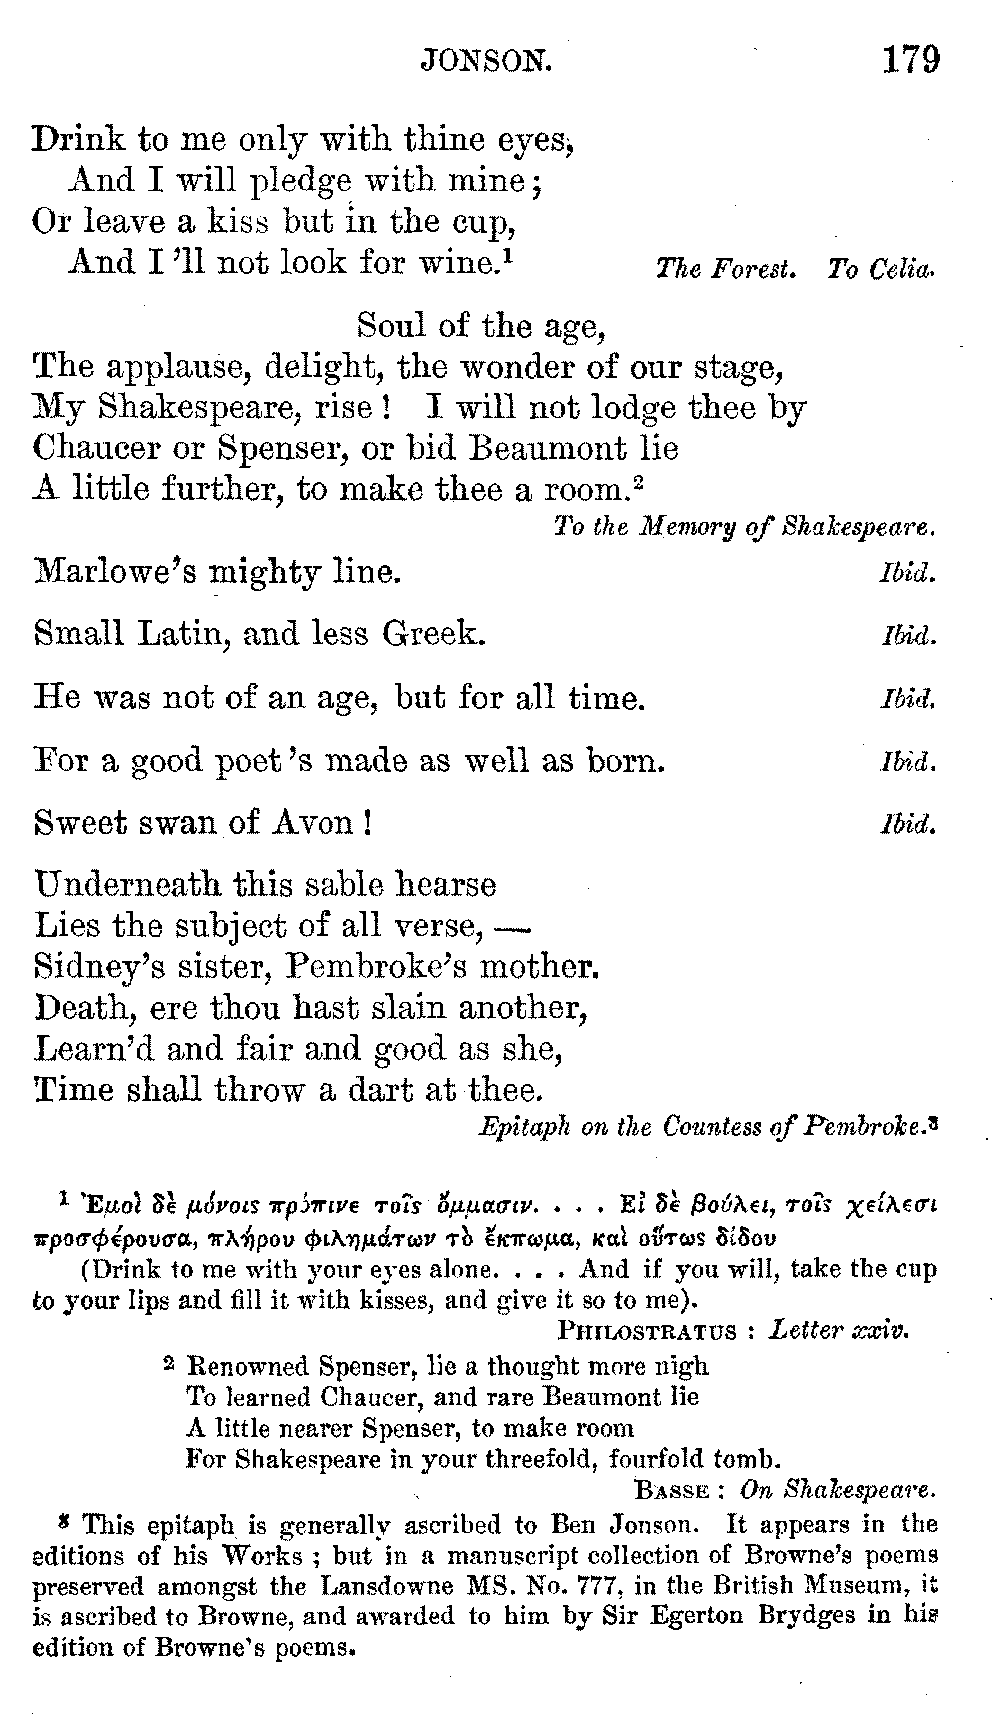 JONSON. 179
Drink to me only with thine eyes,
And I will pledge with mine;
Or leave a kiss but in the cup,
And I 'll not look for wine.¹ The Forest. To Celia.
Soul of the age,
The applause, delight, the wonder of our stage,
My Shakespeare, rise! I will not lodge thee by
Chaucer or Spenser, or bid Beaumont lie
A little further, to make thee a room.²
To the Memory of Shakespeare.
Marlowe's mighty line. Ibid.
Small Latin, and less Greek. Ibid.
He was not of an age, but for all time. Ibid.
For a good poet 's made as well as born. Ibid.
Sweet swan of Avon! Ibid.
Underneath this sable hearse
Lies the subject of all verse, —
Sidney's sister, Pembroke's mother.
Death, ere thou hast slain another,
Learn'd and fair and good as she,
Time shall throw a dart at thee.
Epitaph on the Countess of Pembroke.³
¹ Ἐμοὶ δὲ μόνοις πρόπινε τοῖς ὄμμασιν. . . . Εἰ δὲ βούλει, τοῖς χείλεσι
προσφέρουσα, πλήρου φιλημάτων τὸ ἔκπωμα, καὶ οὕτως δίδου
(Drink to me with your eyes alone. . . . And if you will, take the cup
to your lips and fill it with kisses, and give it so to me).
PHILOSTRATUS : Letter xxiv.
² Renowned Spenser, lie a thought more nigh
To learned Chaucer, and rare Beaumont lie
A little nearer Spenser, to make room
For Shakespeare in your threefold, fourfold tomb.
BASSE : On Shakespeare.
³ This epitaph is generally ascribed to Ben Jonson. It appears in the
editions of his Works ; but in a manuscript collection of Browne's poems
preserved amongst the Lansdowne MS. No. 777, in the British Museum, it
is ascribed to Browne, and awarded to him by Sir Egerton Brydges in his
edition of Browne's poems.